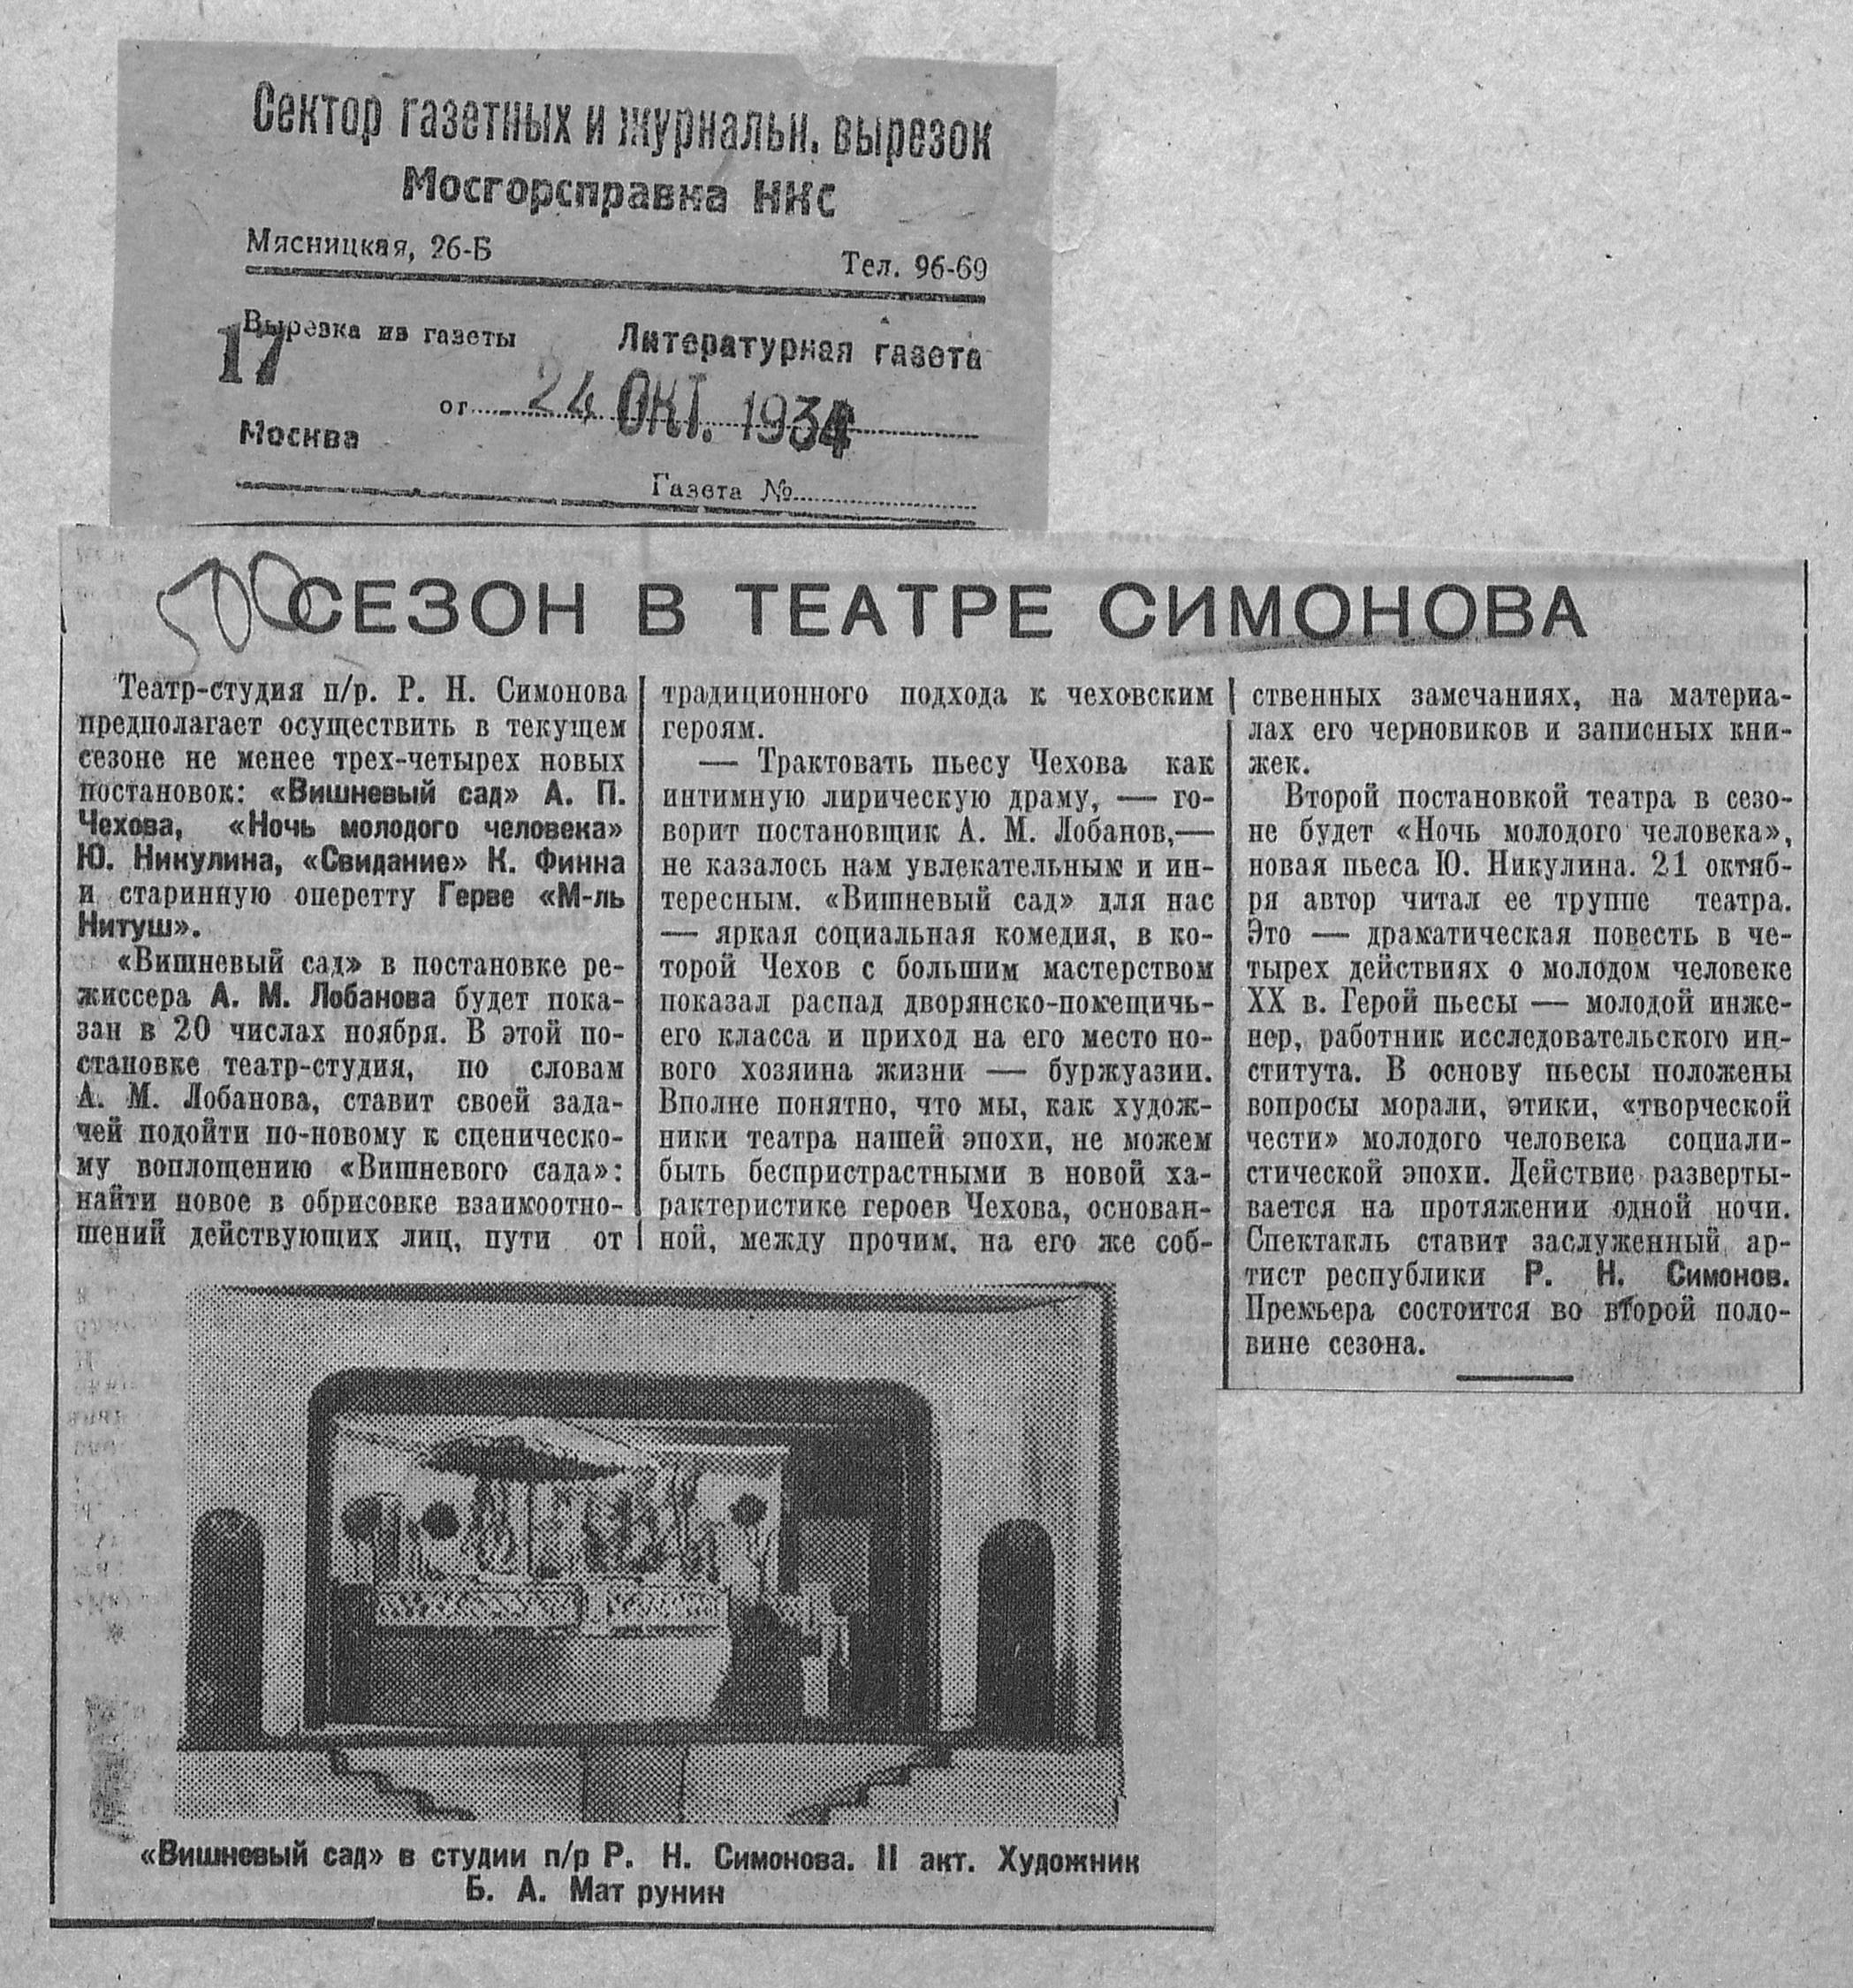 Сектор газетных и журнальн. вырезок
Мосгорсправка НКС
Мясницкая, 26-Б Тел. 96-69
Вырезка из газеты Литературная газета
17
от 24 ОКТ. 1934
Москва
Газета №
СЕЗОН В ТЕАТРЕ СИМОНОВА
Театр-студия п/р. Р. Н. Симонова
предполагает осуществить в текущем
сезоне не менее трех-четырех новых
постановок: «Вишневый сад» А. П.
Чехова, «Ночь молодого человека»
Ю. Никулина, «Свидание» К. Финна
и старинную оперетту Герве «М-ль
Нитуш».
«Вишневый сад» в постановке ре-
жиссера А. М. Лобанова будет пока-
зан в 20 числах ноября. В этой по-
становке театр-студия, по словам
А. М. Лобанова, ставит своей зада-
чей подойти по-новому к сценическо-
му воплощению «Вишневого сада»:
найти новое в обрисовке взаимоотно-
шений действующих лиц, пути от
традиционного подхода к чеховским
героям.
— Трактовать пьесу Чехова как
интимную лирическую драму, — го-
ворит постановщик А. М. Лобанов,—
не казалось нам увлекательным и ин-
тересным. «Вишневый сад» для нас
— яркая социальная комедия, в ко-
торой Чехов с большим мастерством
показал распад дворянско-помещичь-
его класса и приход на его место но-
вого хозяина жизни — буржуазии.
Вполне понятно, что мы, как худож-
ники театра нашей эпохи, не можем
быть беспристрастными в новой ха-
рактеристике героев Чехова, основан-
ной, между прочим, на его же соб-
ственных замечаниях, на материа-
лах его черновиков и записных кни-
жек.
Второй постановкой театра в сезо-
не будет «Ночь молодого человека»,
новая пьеса Ю. Никулина. 21 октяб-
ря автор читал ее труппе театра.
Это — драматическая повесть в че-
тырех действиях о молодом человеке
XX в. Герой пьесы — молодой инже-
нер, работник исследовательского ин-
ститута. В основу пьесы положены
вопросы морали, этики, «творческой
чести» молодого человека социали-
стической эпохи. Действие разверты-
вается на протяжении одной ночи.
Спектакль ставит заслуженный ар-
тист республики Р. Н. Симонов.
Премьера состоится во второй поло-
вине сезона.
«Вишневый сад» в студии п/р Р. Н. Симонова. II акт. Художник
Б. А. Мат рунин